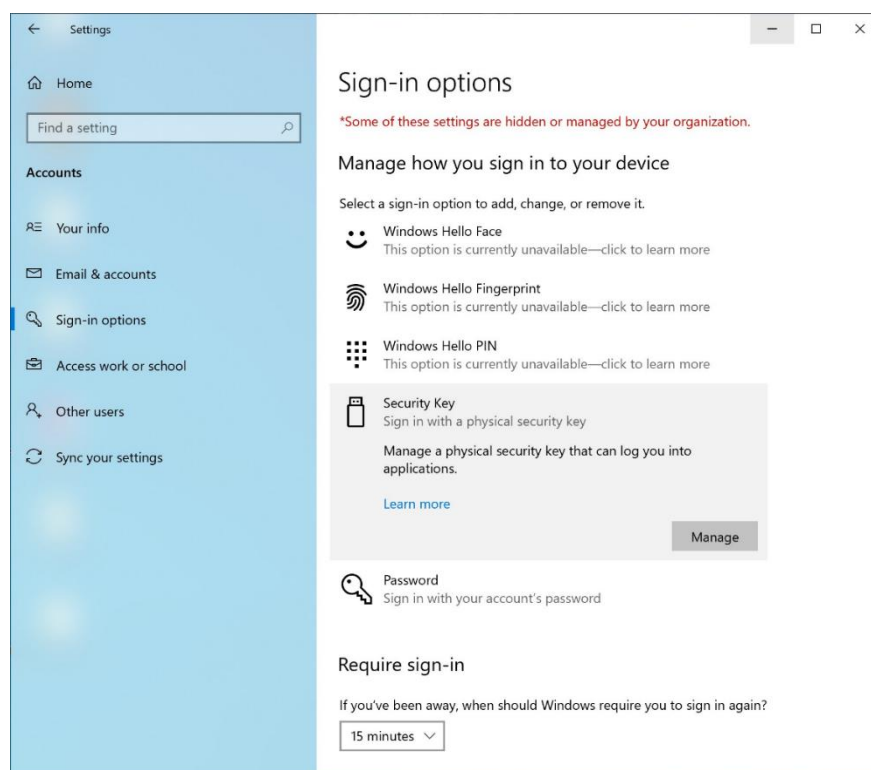 Settings
Home
Find a setting
Accounts
Your info
Email & accounts
Sign-in options
Access work or school
Other users
Sync your settings
Sign-in options
*Some of these settings are hidden or managed by your organization.
Manage how you sign in to your device
Select a sign-in option to add, change, or remove it.
Windows Hello Face
This option is currently unavailable—click to learn more
Windows Hello Fingerprint
This option is currently unavailable—click to learn more
Windows Hello PIN
This option is currently unavailable—click to learn more
Security Key
Sign in with a physical security key
Manage a physical security key that can log you into
applications.
Learn more
Manage
Password
Sign in with your account's password
Require sign-in
If you've been away, when should Windows require you to sign in again?
15 minutes